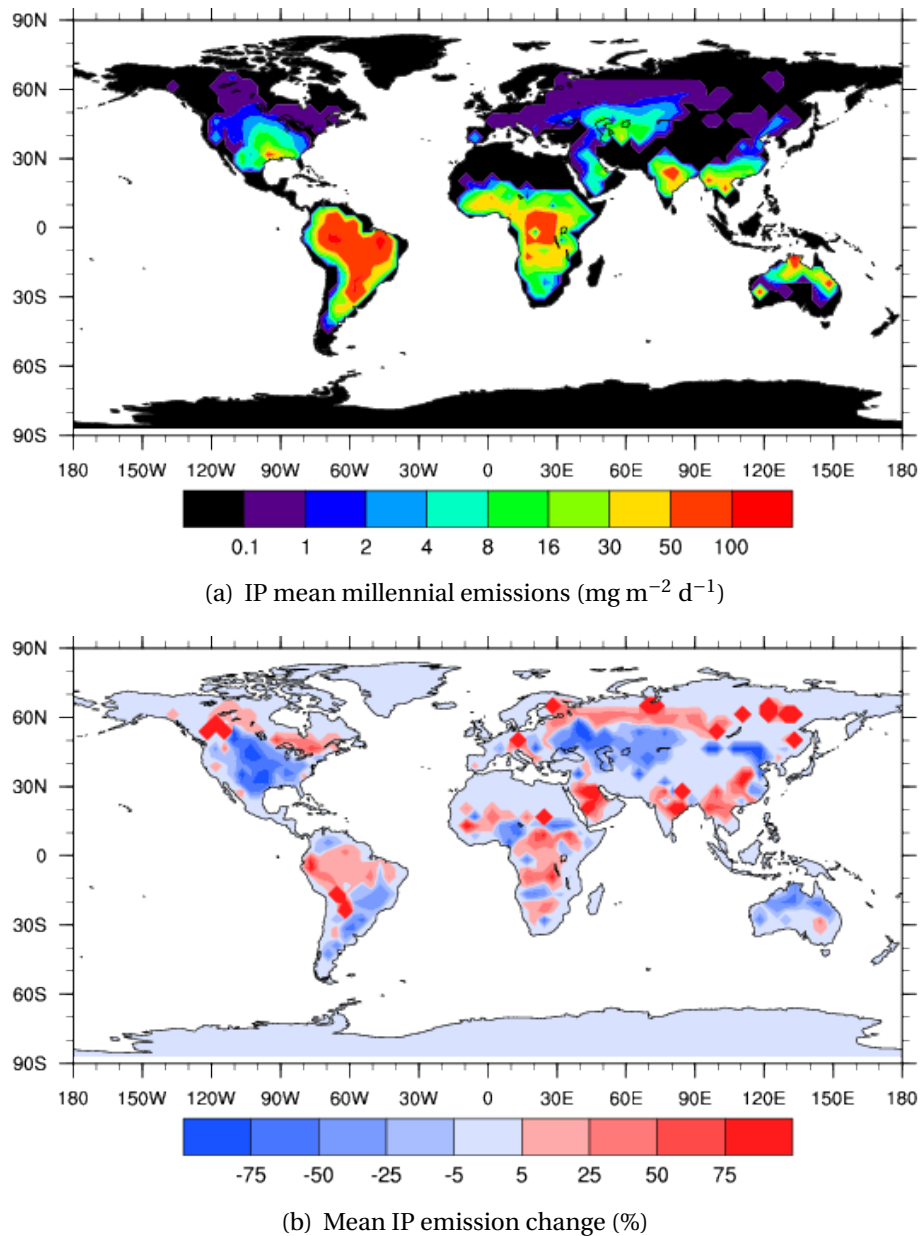 90N
60N
30N
0
30S
60S
90S
180 150W 120W 90W 60W 30W 0 30E 60E 90E 120E 150E 180
0.1 1 2 4 8 16 30 50 100
(a) IP mean millennial emissions (mg m⁻² d⁻¹)
90N
60N
30N
0
30S
60S
90S
180 150W 120W 90W 60W 30W 0 30E 60E 90E 120E 150E 180
-75 -50 -25 -5 5 25 50 75
(b) Mean IP emission change (%)